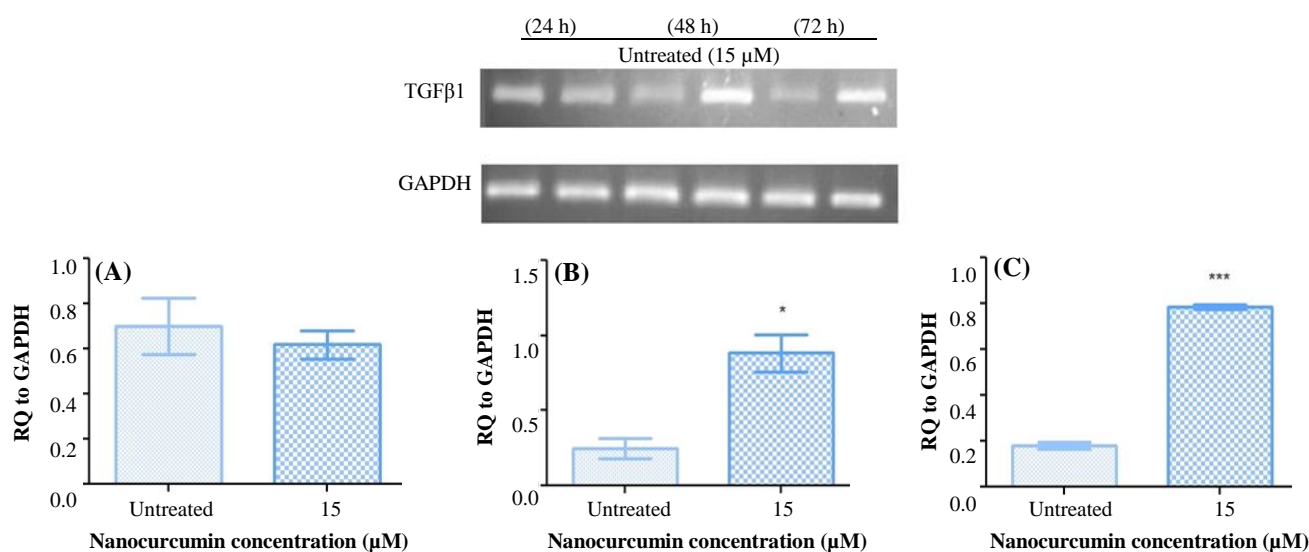 (24 h) (48 h) (72 h)
Untreated (15 µM)
TGFβ1
GAPDH
(A)
RQ to GAPDH
1.0
0.8
0.6
0.4
0.2
0.0
Untreated 15
Nanocurcumin concentration (µM)
(B)
RQ to GAPDH
1.5
1.0
0.5
0.0
*
Untreated 15
Nanocurcumin concentration (µM)
(C)
RQ to GAPDH
1.0
0.8
0.6
0.4
0.2
0.0
***
Untreated 15
Nanocurcumin concentration (µM)